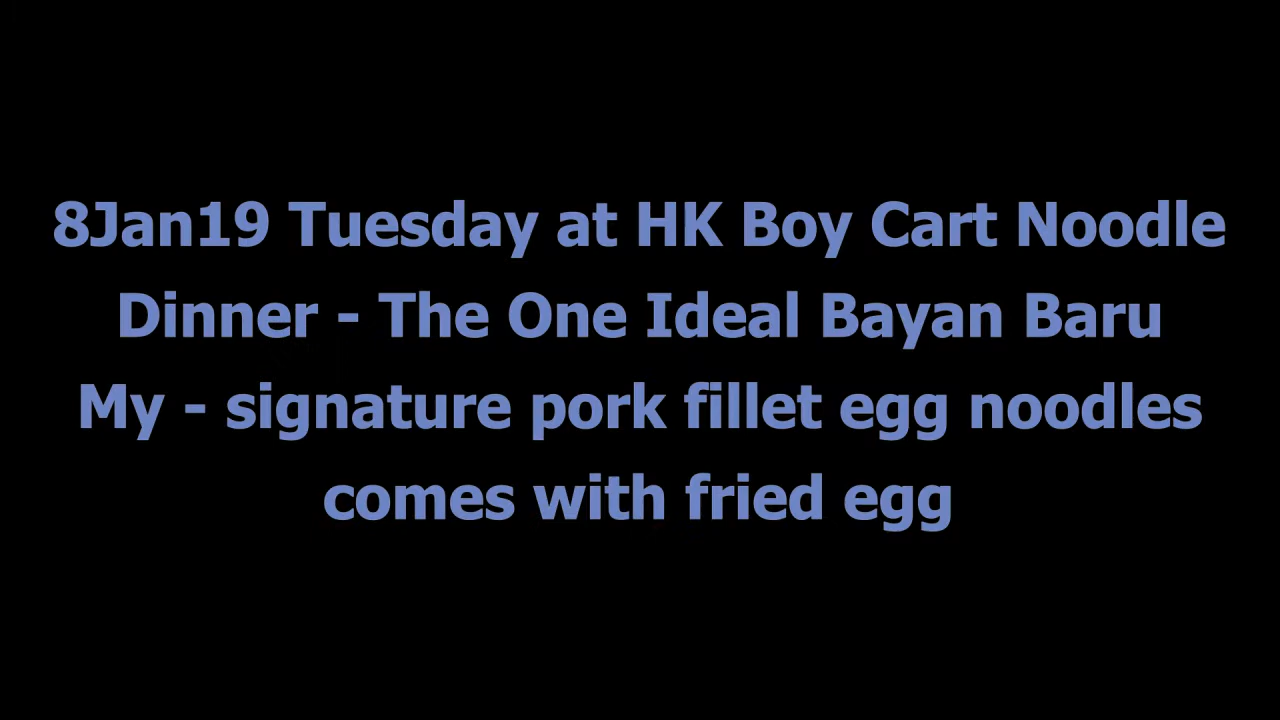 8Jan19 Tuesday at HK Boy Cart Noodle
Dinner - The One Ideal Bayan Baru
My - signature pork fillet egg noodles
comes with fried egg